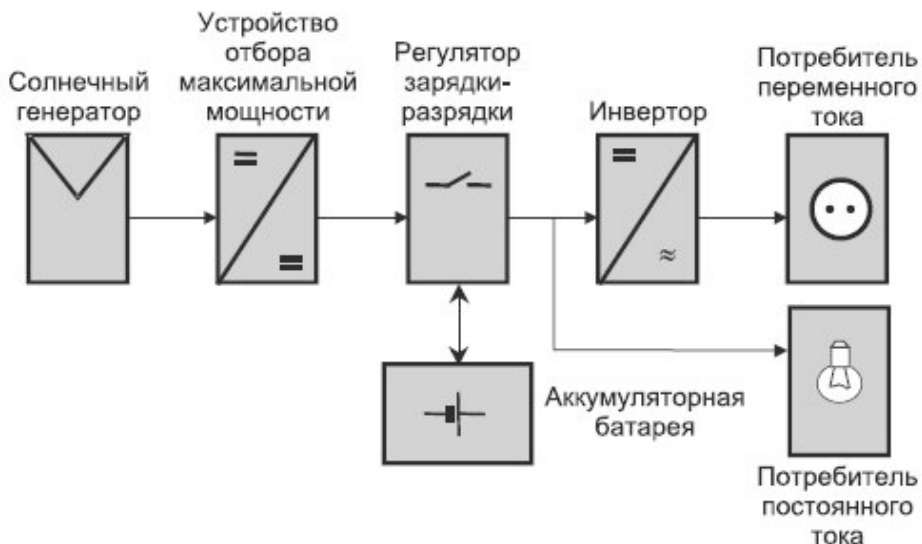 Солнечный
генератор
Устройство
отбора
максимальной
мощности
Регулятор
зарядки-
разрядки
Инвертор
Потребитель
переменного
тока
Аккумуляторная
батарея
Потребитель
постоянного
тока